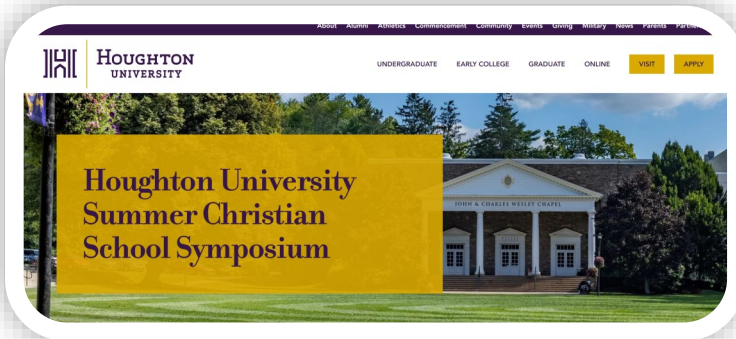 About Alumni Athletics Commencement Community Events Giving Military News Parents
HOUGHTON
UNIVERSITY
UNDERGRADUATE EARLY COLLEGE GRADUATE ONLINE VISIT APPLY
Houghton University
Summer Christian
School Symposium
JOHN & CHARLES WESLEY CHAPEL